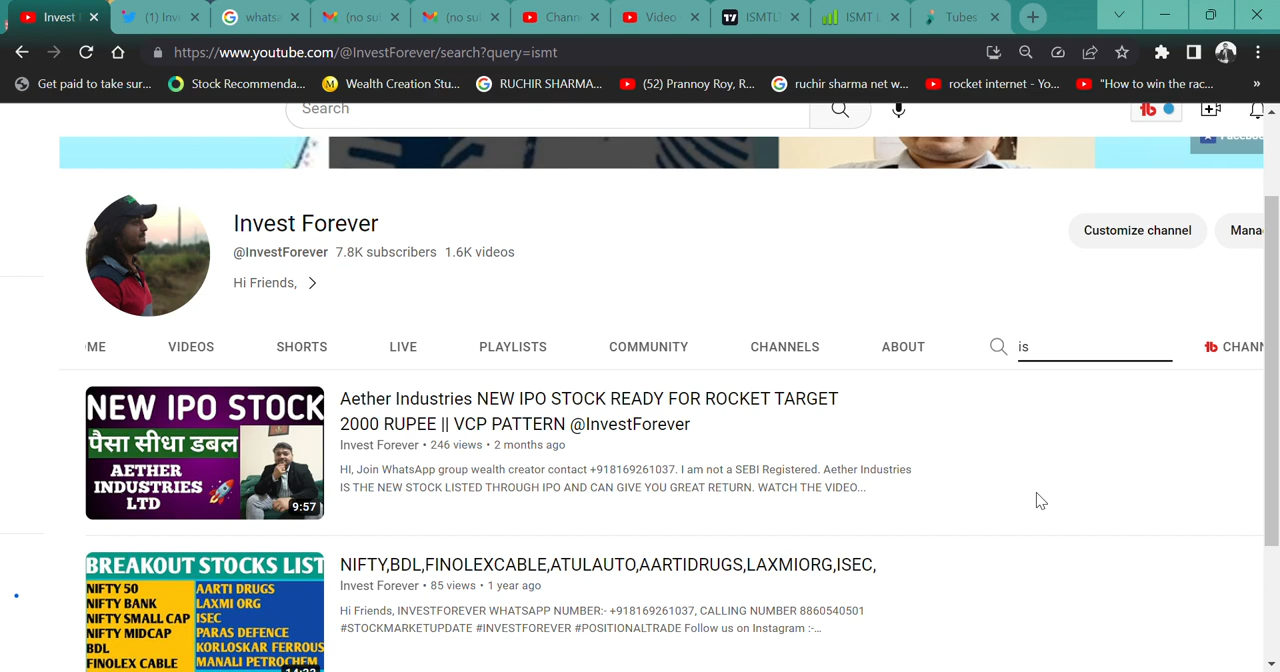 Invest
(1) Inv
whats
(no su
(no su
Chann
Video
ISMTL
ISMT L
Tubes
https://www.youtube.com/@InvestForever/search?query=ismt
Get paid to take sur...
Stock Recommenda...
Wealth Creation Stu...
RUCHIR SHARMA...
(52) Prannoy Roy, R...
ruchir sharma net w...
rocket internet - Yo...
"How to win the rac...
Search
Invest Forever
@InvestForever 7.8K subscribers 1.6K videos
Hi Friends,
Customize channel
Mana
ME
VIDEOS
SHORTS
LIVE
PLAYLISTS
COMMUNITY
CHANNELS
ABOUT
is
CHANN
NEW IPO STOCK
पैसा सीधा डबल
AETHER
INDUSTRIES
LTD
9:57
Aether Industries NEW IPO STOCK READY FOR ROCKET TARGET
2000 RUPEE || VCP PATTERN @InvestForever
Invest Forever • 246 views • 2 months ago
HI, Join WhatsApp group wealth creator contact +918169261037. I am not a SEBI Registered. Aether Industries
IS THE NEW STOCK LISTED THROUGH IPO AND CAN GIVE YOU GREAT RETURN. WATCH THE VIDEO...
BREAKOUT STOCKS LIST
NIFTY 50
NIFTY BANK
NIFTY SMALL CAP
NIFTY MIDCAP
BDL
FINOLEX CABLE
AARTI DRUGS
LAXMI ORG
ISEC
PARAS DEFENCE
KORLOSKAR FERROUS
MANALI PETROCHEM
NIFTY,BDL,FINOLEXCABLE,ATULAUTO,AARTIDRUGS,LAXMIORG,ISEC,
Invest Forever • 85 views • 1 year ago
Hi Friends, INVESTFOREVER WHATSAPP NUMBER:- +918169261037, CALLING NUMBER 8860540501
#STOCKMARKETUPDATE #INVESTFOREVER #POSITIONALTRADE Follow us on Instagram :-...